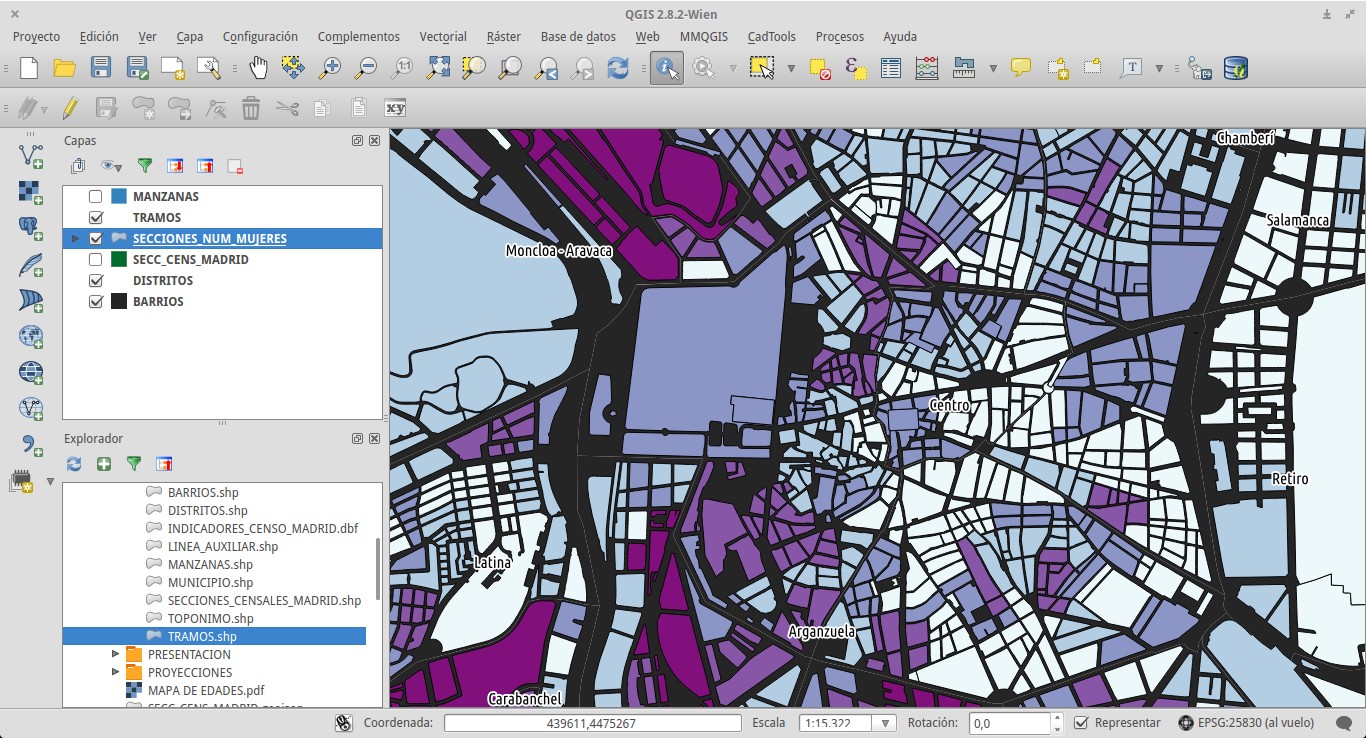 QGIS 2.8.2-Wien
Proyecto Edición Ver Capa Configuración Complementos Vectorial Ráster Base de datos Web MMQGIS CadTools Procesos Ayuda
Capas
MANZANAS
TRAMOS
SECCIONES_NUM_MUJERES
SECC_CENS_MADRID
DISTRITOS
BARRIOS
Explorador
BARRIOS.shp
DISTRITOS.shp
INDICADORES_CENSO_MADRID.dbf
LINEA_AUXILIAR.shp
MANZANAS.shp
MUNICIPIO.shp
SECCIONES_CENSALES_MADRID.shp
TOPONIMO.shp
TRAMOS.shp
PRESENTACION
PROYECCIONES
MAPA DE EDADES.pdf
Chamberí
Salamanca
Moncloa - Aravaca
Centro
Retiro
Latina
Arganzuela
Carabanchel
Coordenada: 439611,4475267 Escala 1:15.322 Rotación: 0,0 Representar EPSG:25830 (al vuelo)